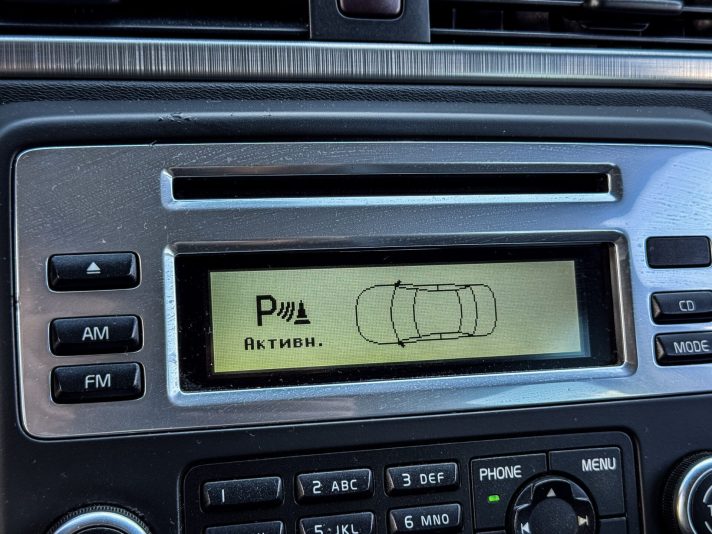 P
Активн.
AM
FM
CD
MODE
1
2 ABC
3 DEF
5 JKL
6 MNO
PHONE
MENU